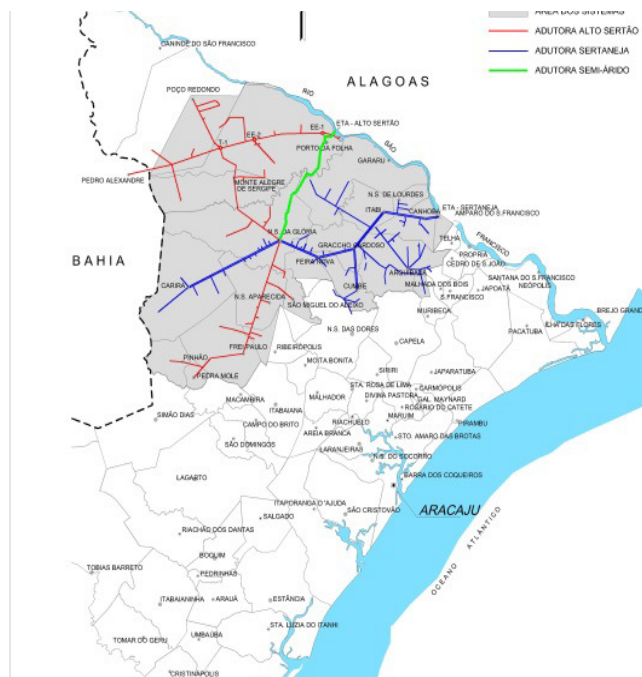 ÁREA DOS SISTEMAS
ADUTORA ALTO SERTÃO
ADUTORA SERTANEJA
ADUTORA SEMI-ÁRIDO
CANINDÉ DO SÃO FRANCISCO
ALAGOAS
POÇO REDONDO
RIO
EE-1
ETA - ALTO SERTÃO
EE-2
T-1
PORTO DA FOLHA
SÃO
GARARU
PEDRO ALEXANDRE
MONTE ALEGRE
DE SERGIPE
N.S. DE LOURDES
ITABI
CANHOBA
ETA - SERTANEJA
AMPARO DO S.FRANCISCO
N.S. DA GLÓRIA
GRACCHO CARDOSO
TELHA
FRANCISCO
PROPRIÁ
CEDRO DE S. JOÃO
BAHIA
FEIRA NOVA
AQUIDABÃ
SANTANA DO S.FRANCISCO
CARIRA
CUMBE
MALHADA DOS BOIS
NEÓPOLIS
JAPOATÃ
S.FRANCISCO
N.S. APARECIDA
SÃO MIGUEL DO ALEIXO
MURIBECA
BREJO GRAND
ILHA DAS FLORES
PACATUBA
N.S. DAS DORES
FREI PAULO
RIBEIRÓPOLIS
CAPELA
PINHÃO
MOITA BONITA
PEDRA MOLE
SIRIRI
JAPARATUBA
STA. ROSA DE LIMA
CARMÓPOLIS
MACAMBIRA
MALHADOR
DIVINA PASTORA
GAL. MAYNARD
ITABAIANA
ROSÁRIO DO CATETE
SIMÃO DIAS
RIACHUELO
MARUIM
PIRAMBU
CAMPO DO BRITO
AREIA BRANCA
STO. AMARO DAS BROTAS
SÃO DOMINGOS
LARANJEIRAS
N.S. DO SOCORRO
LAGARTO
BARRA DOS COQUEIROS
ITAPORANGA D'AJUDA
ARACAJU
SALGADO
SÃO CRISTOVÃO
RIACHÃO DOS DANTAS
OCEANO ATLÂNTICO
BOQUIM
TOBIAS BARRETO
PEDRINHAS
ITABAIANINHA
ARAUÁ
ESTÂNCIA
STA. LUZIA DO ITANHI
TOMAR DO GERU
UMBAÚBA
CRISTINÁPOLIS